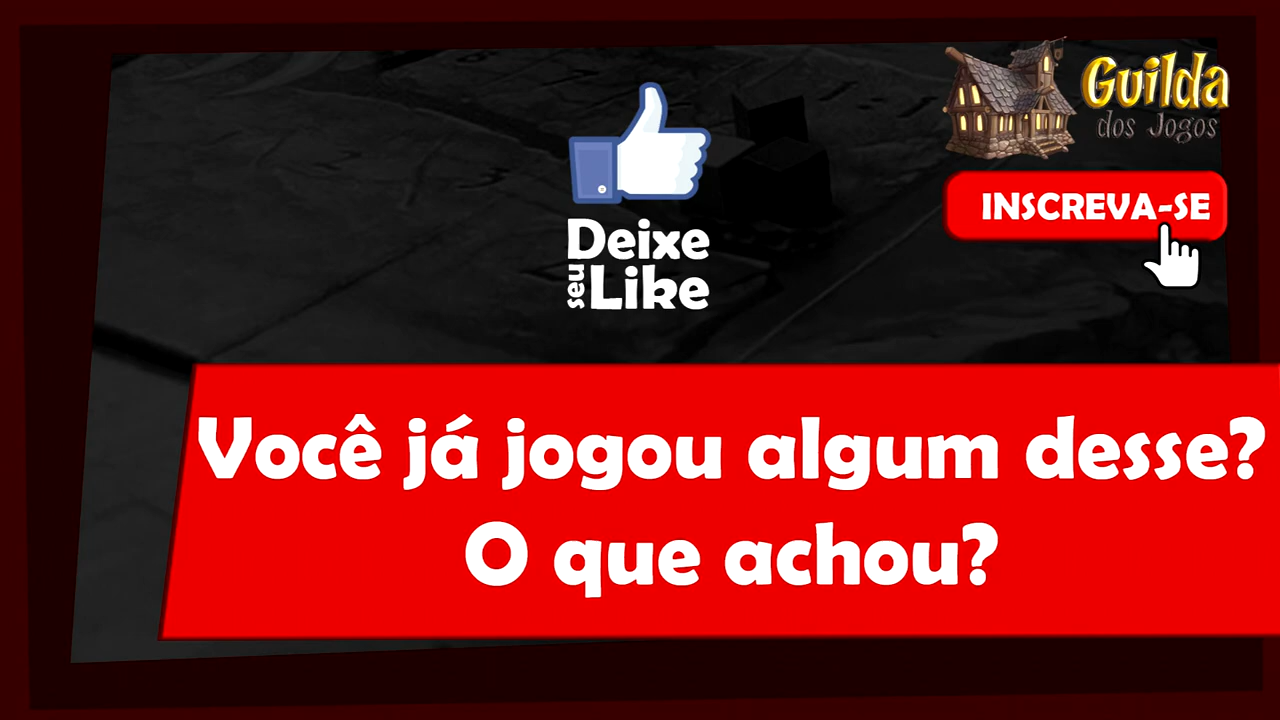 Guilda
dos Jogos
INSCREVA-SE
Deixe
seu Like
Você já jogou algum desse?
O que achou?